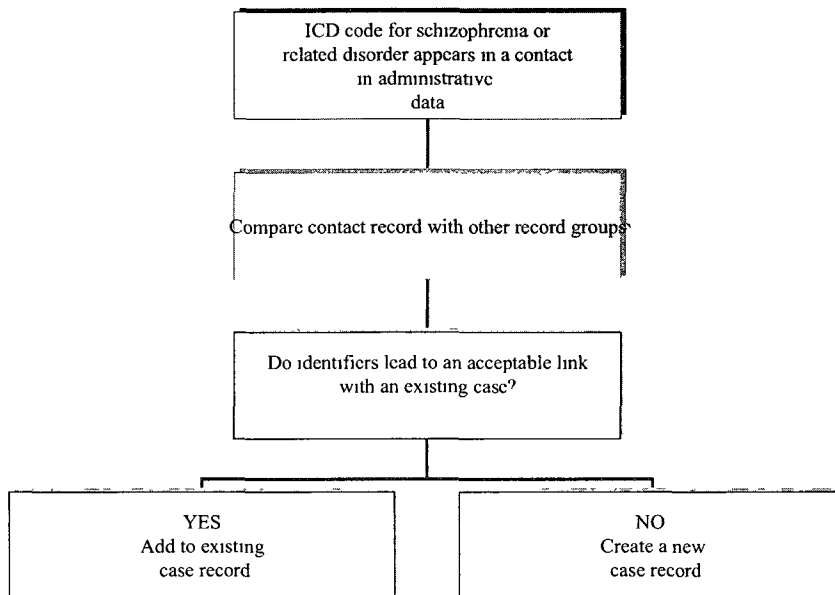 ICD code for schizophrenia or
related disorder appears in a contact
in administrative
data
Compare contact record with other record groups
Do identifiers lead to an acceptable link
with an existing case?
YES
Add to existing
case record
NO
Create a new
case record